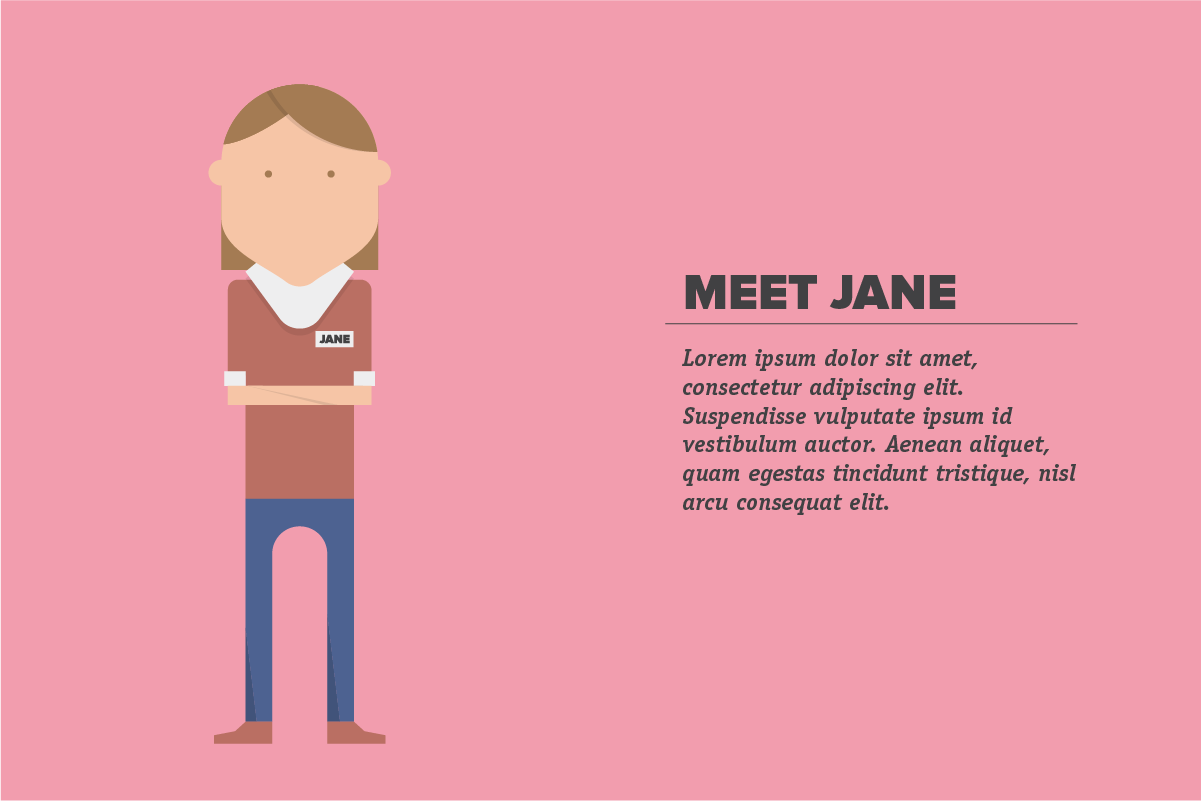 JANE
MEET JANE
Lorem ipsum dolor sit amet,
consectetur adipiscing elit.
Suspendisse vulputate ipsum id
vestibulum auctor. Aenean aliquet,
quam egestas tincidunt tristique, nisl
arcu consequat elit.